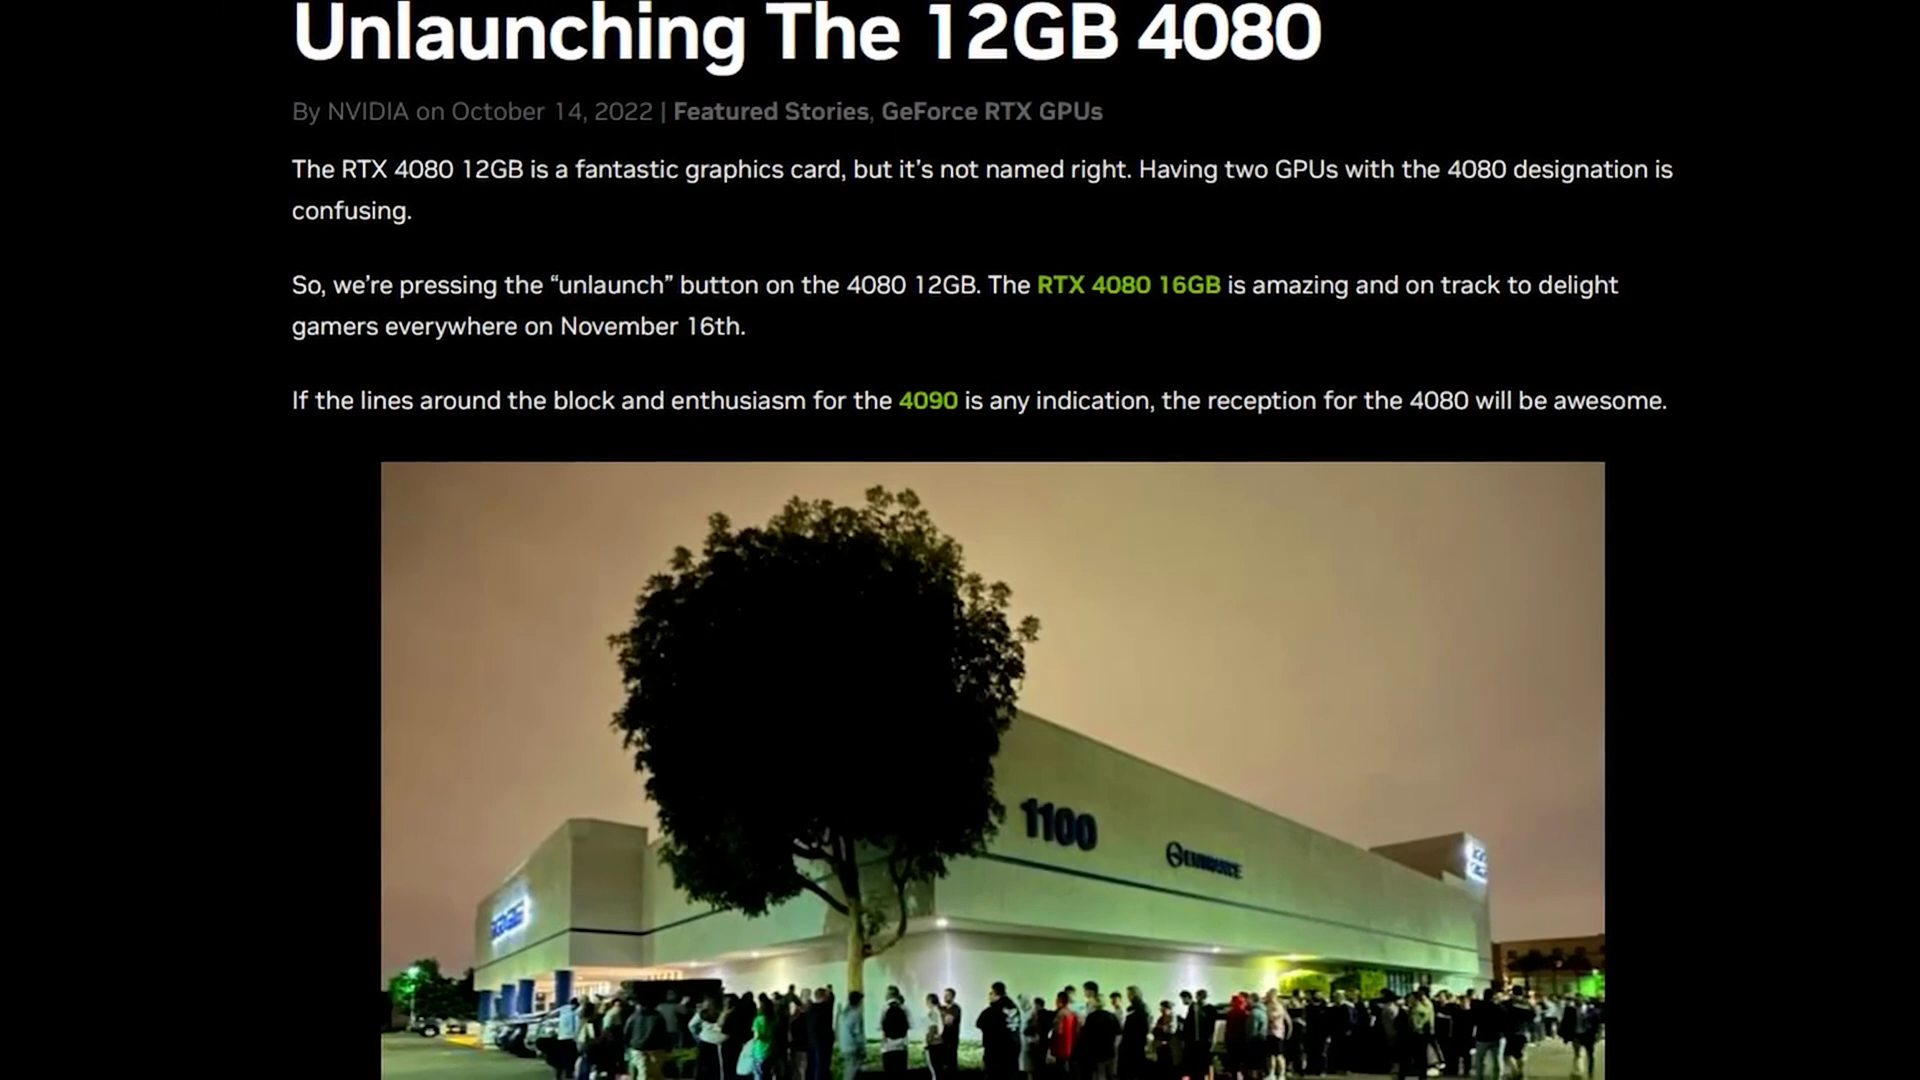 Unlaunching The 12GB 4080
By NVIDIA on October 14, 2022 | Featured Stories, GeForce RTX GPUs
The RTX 4080 12GB is a fantastic graphics card, but it’s not named right. Having two GPUs with the 4080 designation is
confusing.
So, we’re pressing the “unlaunch” button on the 4080 12GB. The RTX 4080 16GB is amazing and on track to delight
gamers everywhere on November 16th.
If the lines around the block and enthusiasm for the 4090 is any indication, the reception for the 4080 will be awesome.
1100